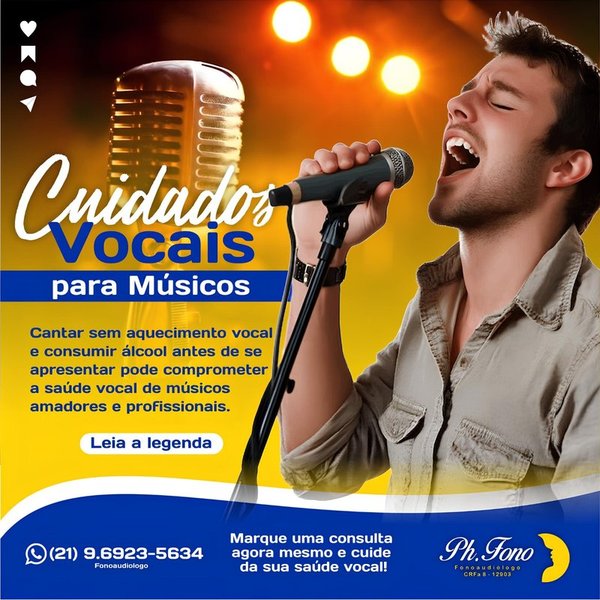 Cuidados
Vocais
para Músicos
Cantar sem aquecimento vocal
e consumir álcool antes de se
apresentar pode comprometer
a saúde vocal de músicos
amadores e profissionais.
Leia a legenda
(21) 9.6923-5634
Fonoaudiologo
Marque uma consulta
agora mesmo e cuide
da sua saúde vocal!
Ph. Fono
Fonoaudiólogo
CRFa 8 - 12903